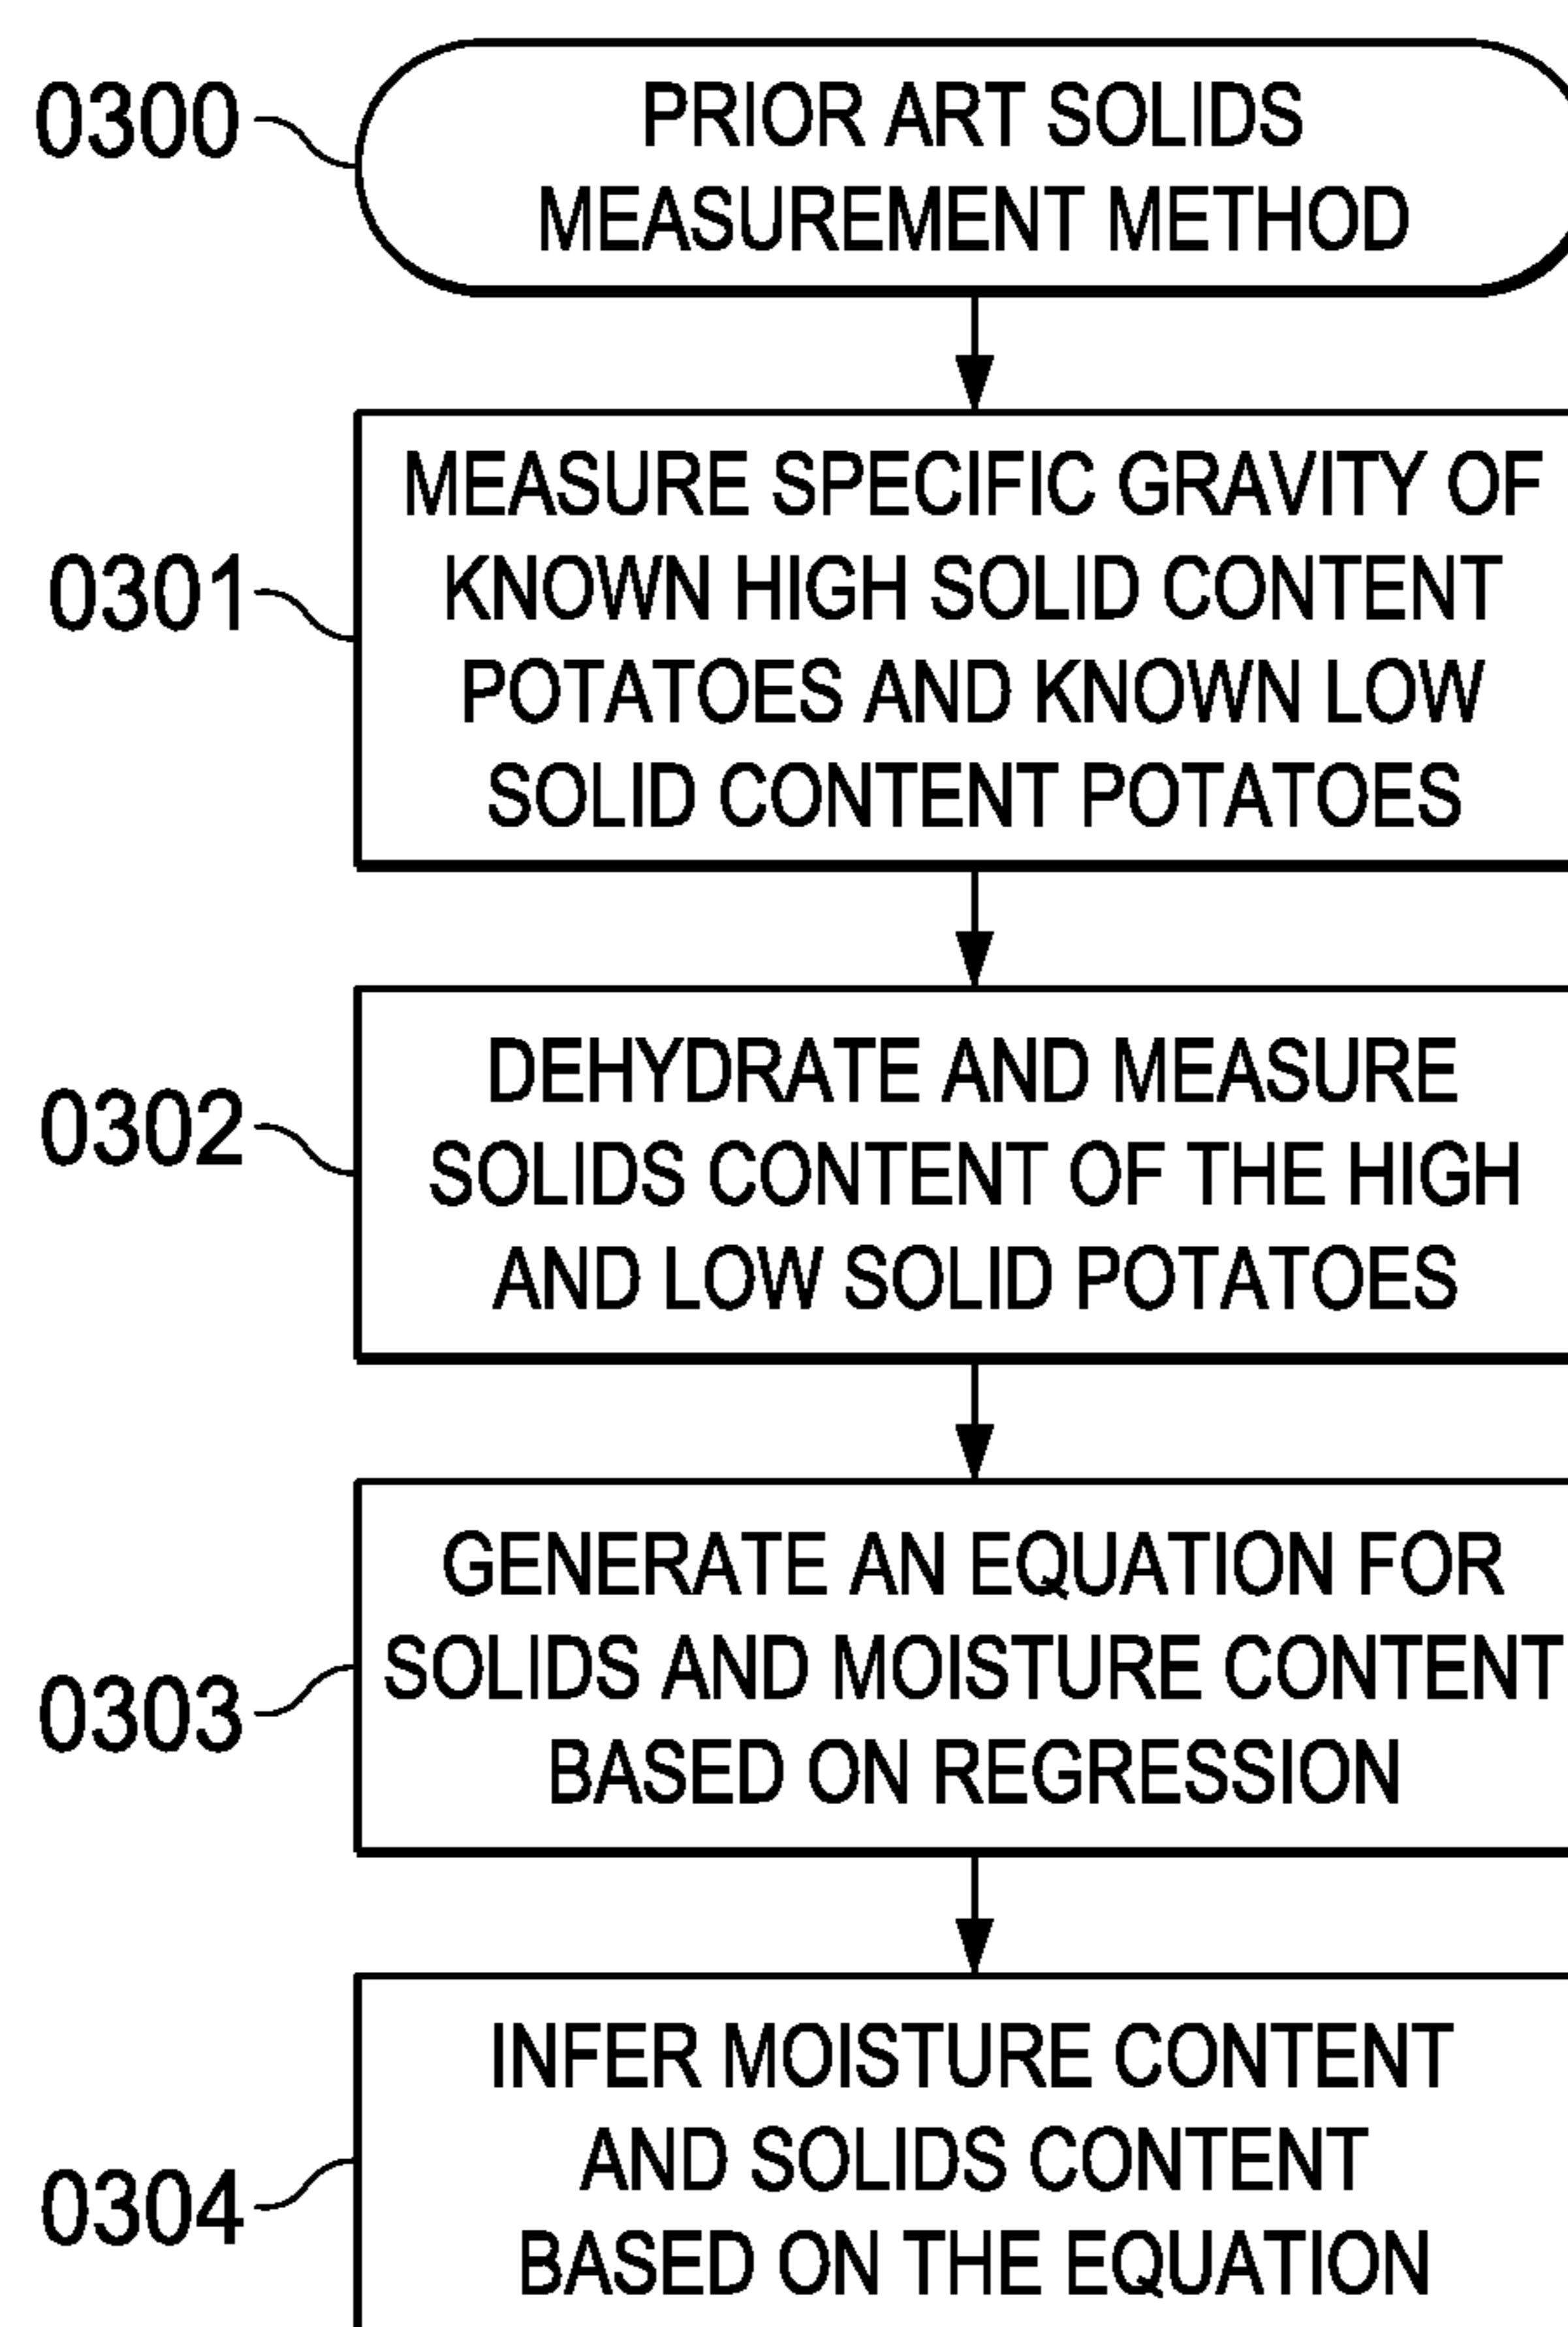 0300
PRIOR ART SOLIDS
MEASUREMENT METHOD
0301
MEASURE SPECIFIC GRAVITY OF
KNOWN HIGH SOLID CONTENT
POTATOES AND KNOWN LOW
SOLID CONTENT POTATOES
0302
DEHYDRATE AND MEASURE
SOLIDS CONTENT OF THE HIGH
AND LOW SOLID POTATOES
0303
GENERATE AN EQUATION FOR
SOLIDS AND MOISTURE CONTENT
BASED ON REGRESSION
0304
INFER MOISTURE CONTENT
AND SOLIDS CONTENT
BASED ON THE EQUATION